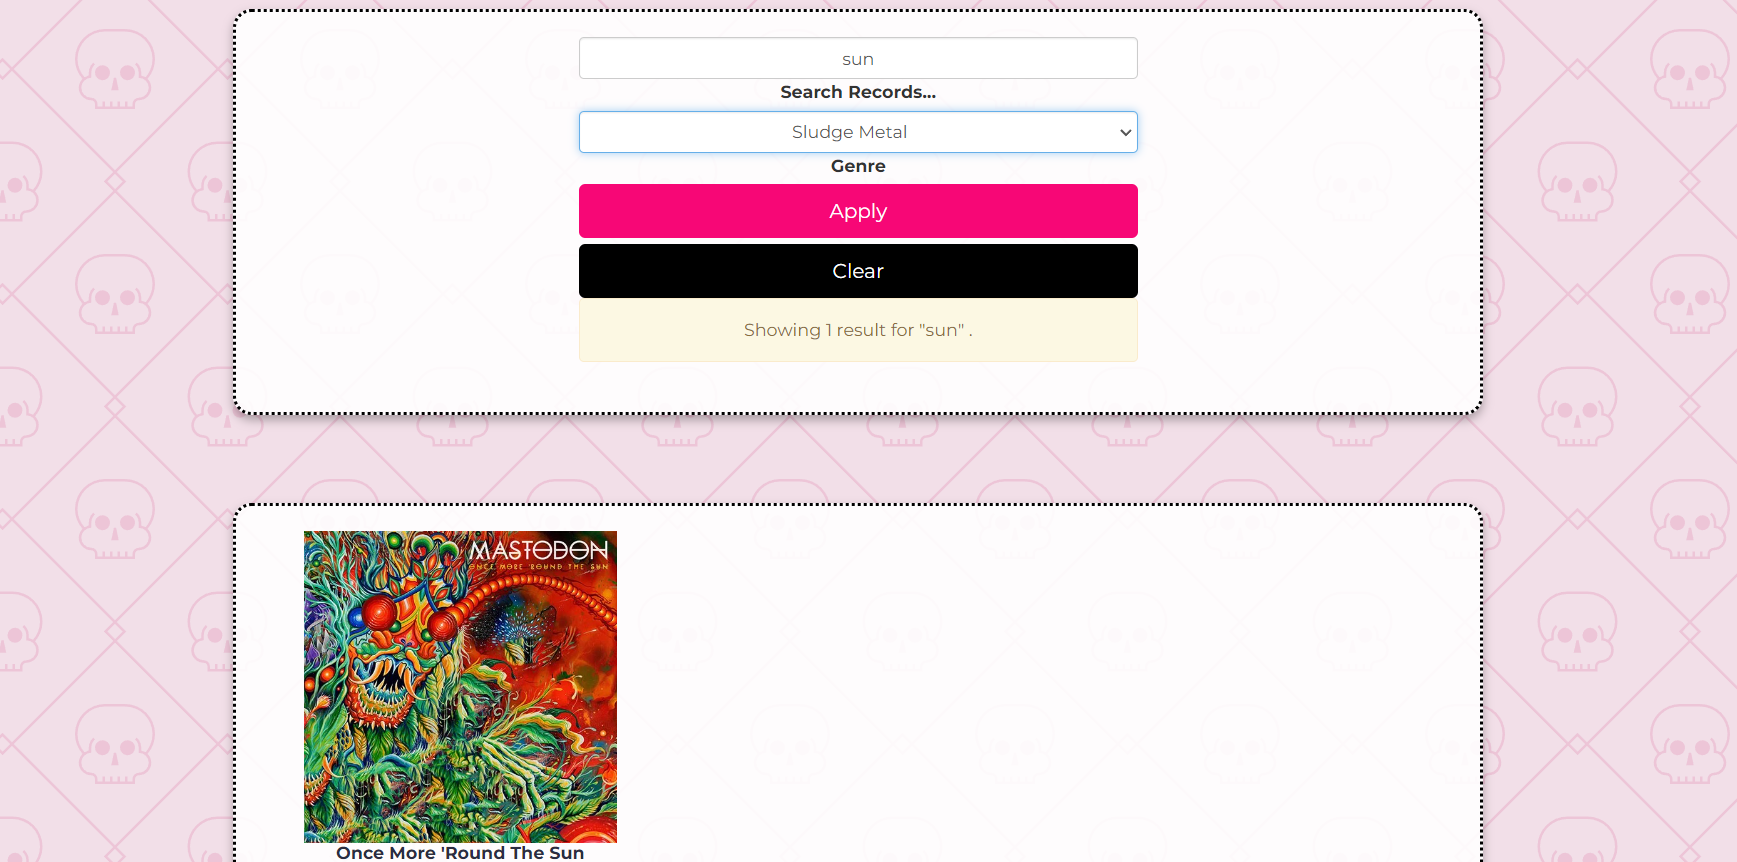 sun
Search Records...
Sludge Metal
Genre
Apply
Clear
Showing 1 result for "sun" .
MASTODON
ONCE MORE 'ROUND THE SUN
Once More 'Round The Sun